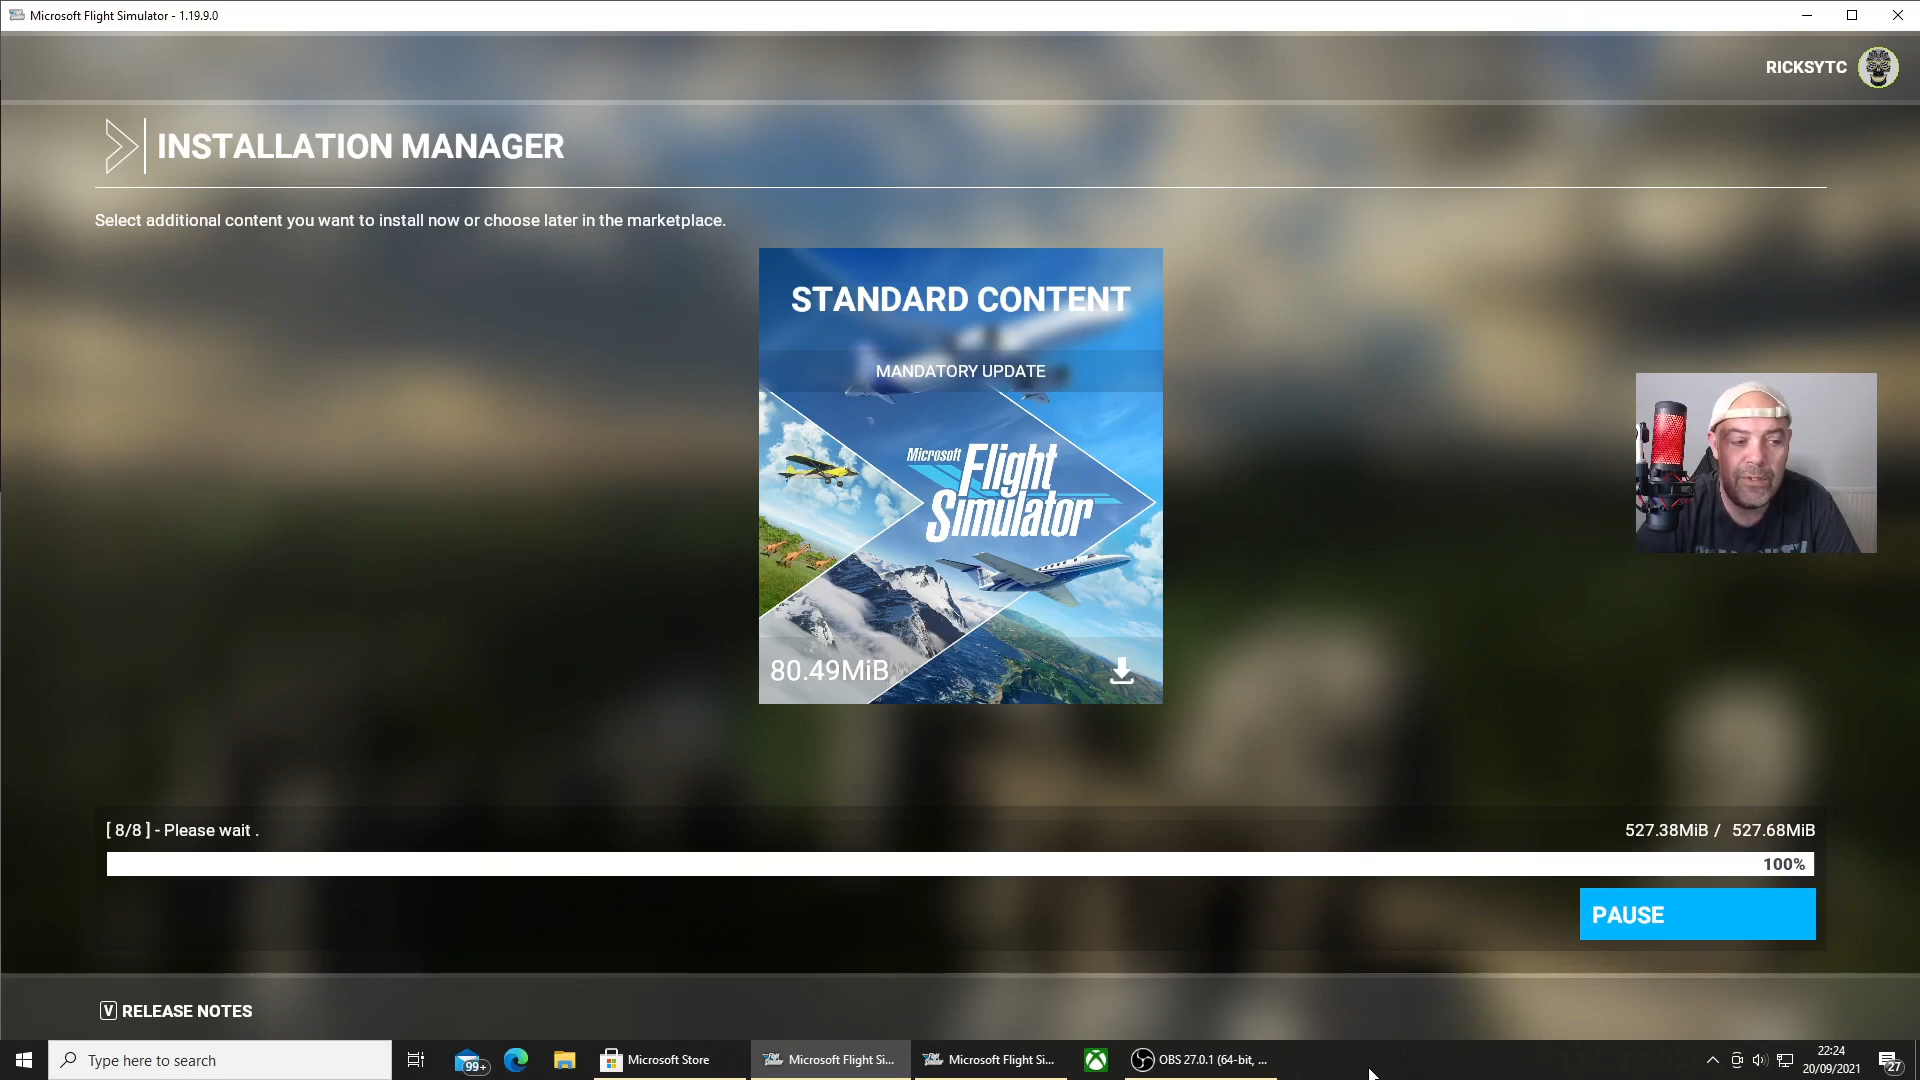 Microsoft Flight Simulator - 1.19.9.0
RICKSYTC
INSTALLATION MANAGER
Select additional content you want to install now or choose later in the marketplace.
STANDARD CONTENT
MANDATORY UPDATE
Microsoft
Flight
Simulator
80.49MiB
[ 8/8 ] - Please wait .
527.38MiB / 527.68MiB
100%
PAUSE
V RELEASE NOTES
Type here to search
99+
Microsoft Store
Microsoft Flight Si...
Microsoft Flight Si...
OBS 27.0.1 (64-bit, ...
22:24
20/09/2021
27